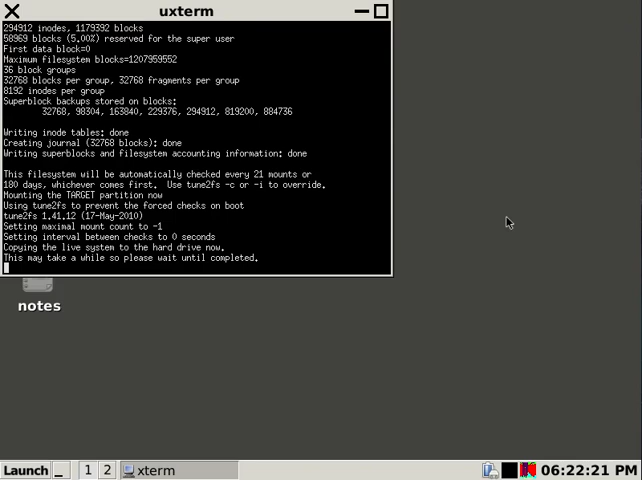 uxterm
294912 inodes, 1179392 blocks
58969 blocks (5.00%) reserved for the super user
First data block=0
Maximum filesystem blocks=1207959552
36 block groups
32768 blocks per group, 32768 fragments per group
8192 inodes per group
Superblock backups stored on blocks:
32768, 98304, 163840, 229376, 294912, 819200, 884736
Writing inode tables: done
Creating journal (32768 blocks): done
Writing superblocks and filesystem accounting information: done
This filesystem will be automatically checked every 21 mounts or
180 days, whichever comes first.  Use tune2fs -c or -i to override.
Mounting the TARGET partition now
Using tune2fs to prevent the forced checks on boot
tune2fs 1.41.12 (17-May-2010)
Setting maximal mount count to -1
Setting interval between checks to 0 seconds
Copying the live system to the hard drive now.
This may take a while so please wait until completed.
notes
Launch _ 1 2 xterm 06:22:21 PM